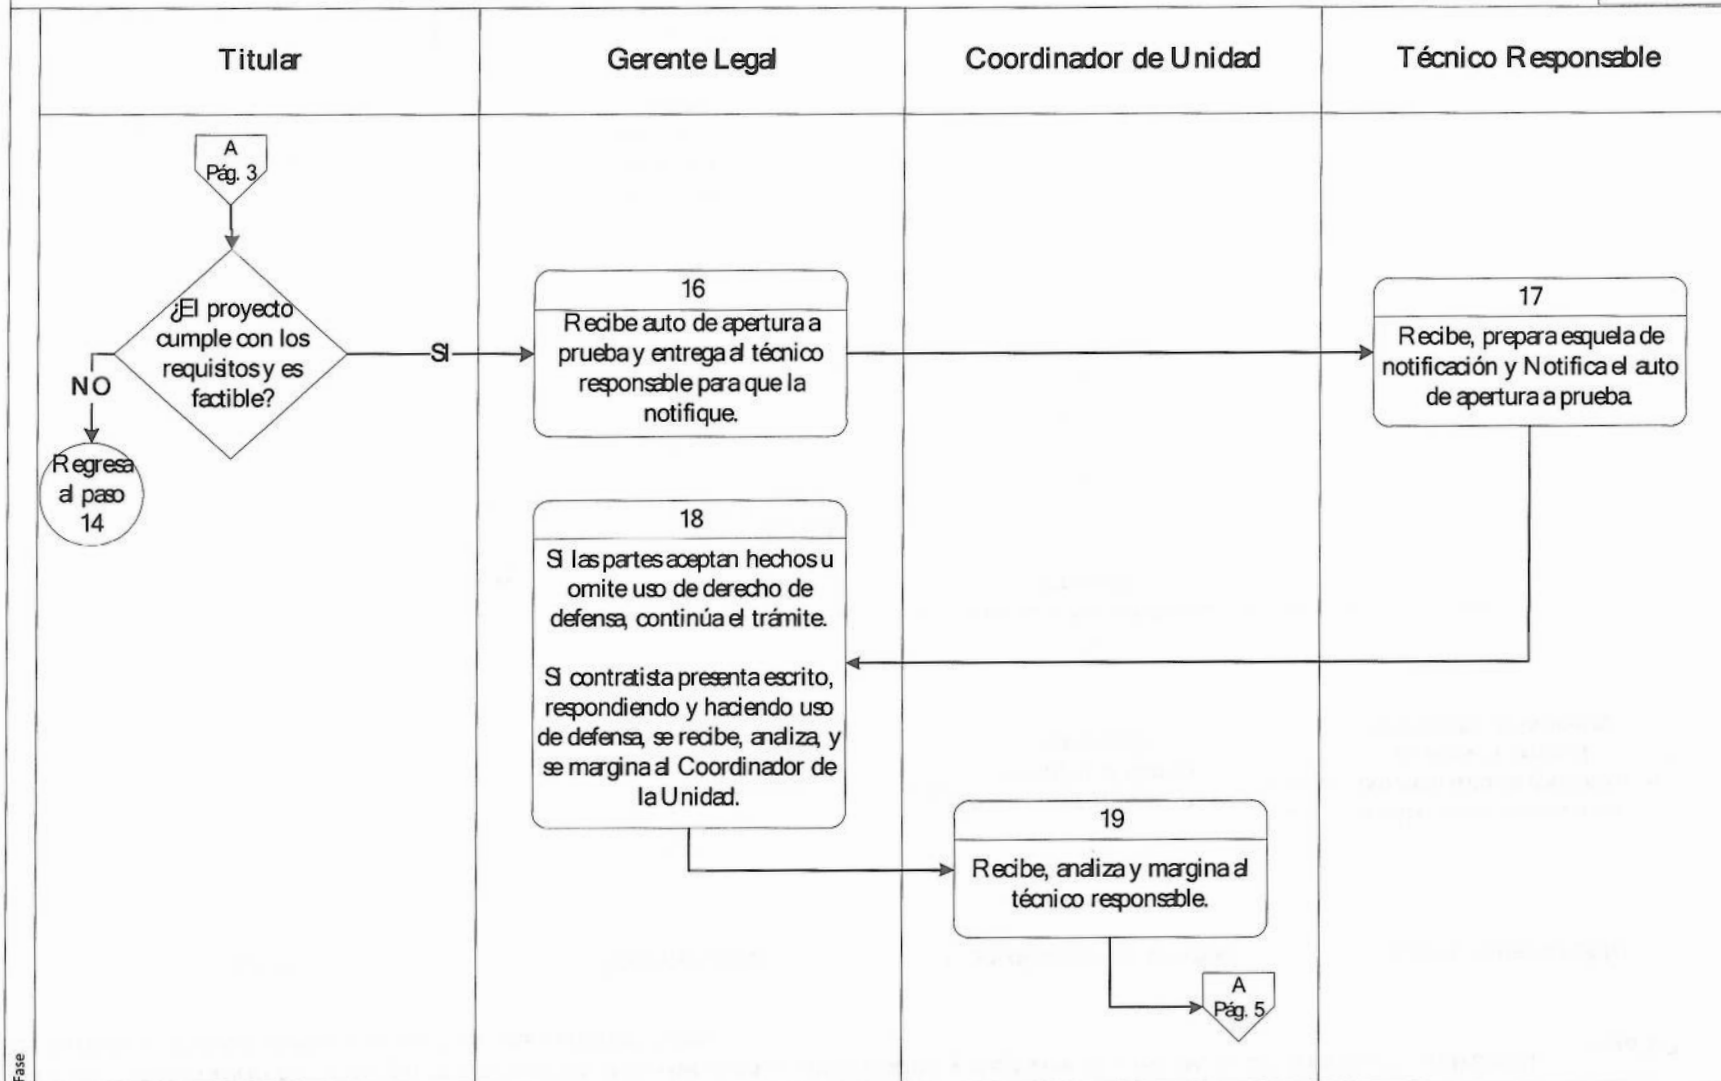 Titular
Gerente Legal
Coordinador de Unidad
Técnico Responsable
A
Pág. 3
¿El proyecto
cumple con los
requisitos y es
factible?
NO
SI
Regresa
al paso
14
16
Recibe auto de apertura a
prueba y entrega al técnico
responsable para que la
notifique.
17
Recibe, prepara esquela de
notificación y Notifica el auto
de apertura a prueba.
18
Si las partes aceptan hechos u
omite uso de derecho de
defensa, continúa el trámite.
Si contratista presenta escrito,
respondiendo y haciendo uso
de defensa, se recibe, analiza, y
se margina al Coordinador de
la Unidad.
19
Recibe, analiza y margina al
técnico responsable.
A
Pág. 5
Fase